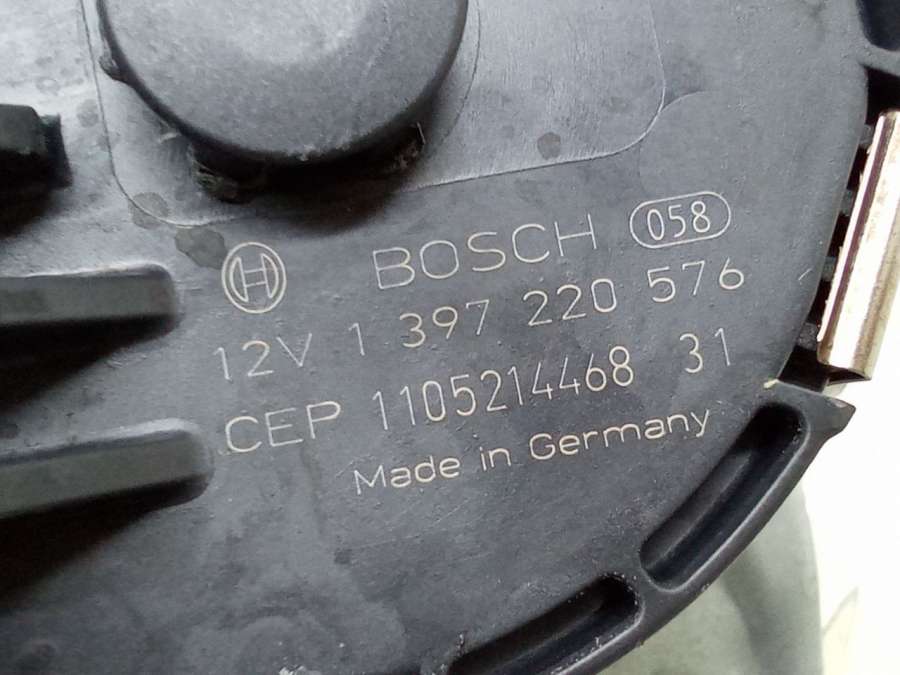 BOSCH 058
12V 1 397 220 576
CEP 1105214468 31
Made in Germany